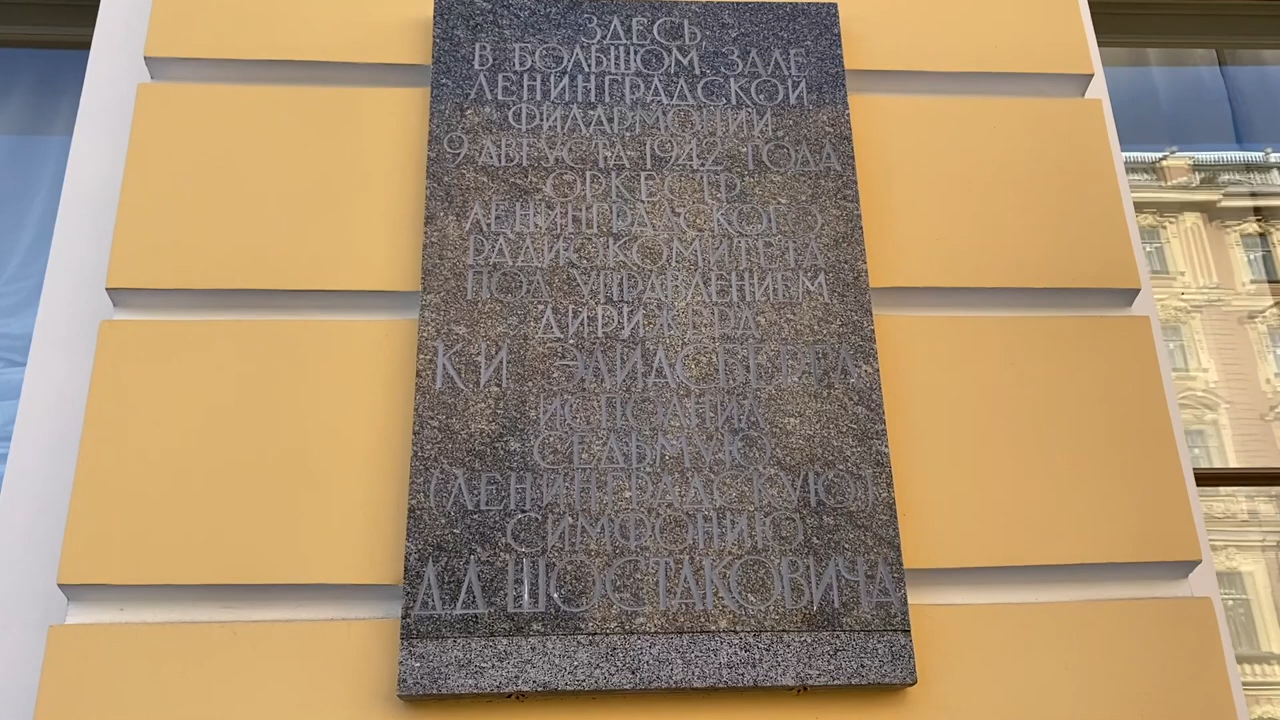 ЗДЕСЬ,
В БОЛЬШОМ ЗАЛЕ
ЛЕНИНГРАДСКОЙ
ФИЛАРМОНИИ
9 АВГУСТА 1942 ГОДА
ОРКЕСТР
ЛЕНИНГРАДСКОГО
РАДИОКОМИТЕТА
ПОД УПРАВЛЕНИЕМ
ДИРИЖЕРА
К И ЭЛИАСБЕРГА
ИСПОЛНИЛ
СЕДЬМУЮ
(ЛЕНИНГРАДСКУЮ)
СИМФОНИЮ
Д Д ШОСТАКОВИЧА